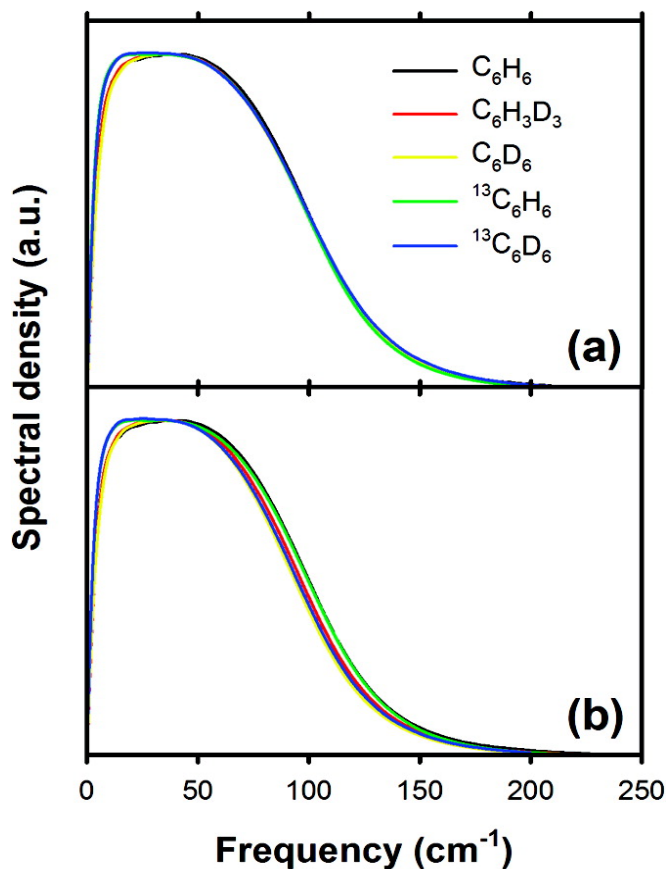 C₆H₆
C₆H₃D₃
C₆D₆
¹³C₆H₆
¹³C₆D₆
(a)
(b)
Spectral density (a.u.)
0 50 100 150 200 250
Frequency (cm⁻¹)